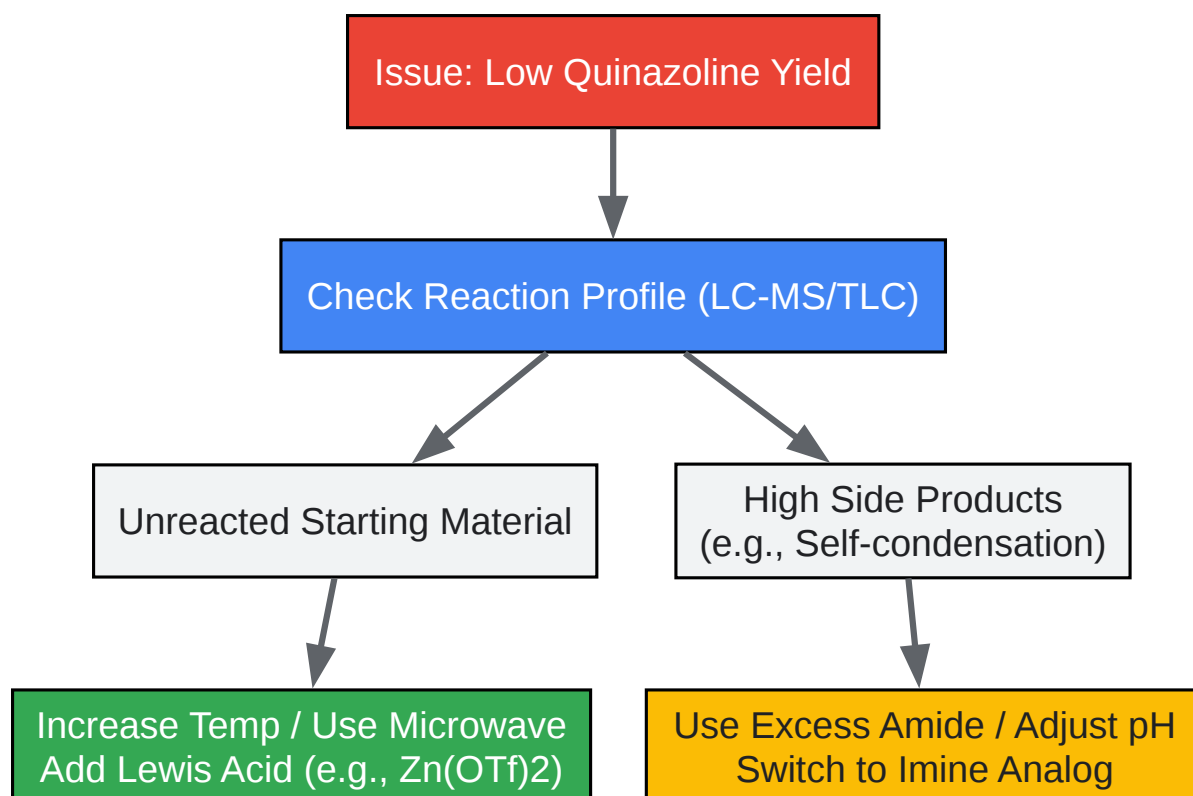 Issue: Low Quinazoline Yield
Check Reaction Profile (LC-MS/TLC)
Unreacted Starting Material
High Side Products
(e.g., Self-condensation)
Increase Temp / Use Microwave
Add Lewis Acid (e.g., Zn(OTf)2)
Use Excess Amide / Adjust pH
Switch to Imine Analog